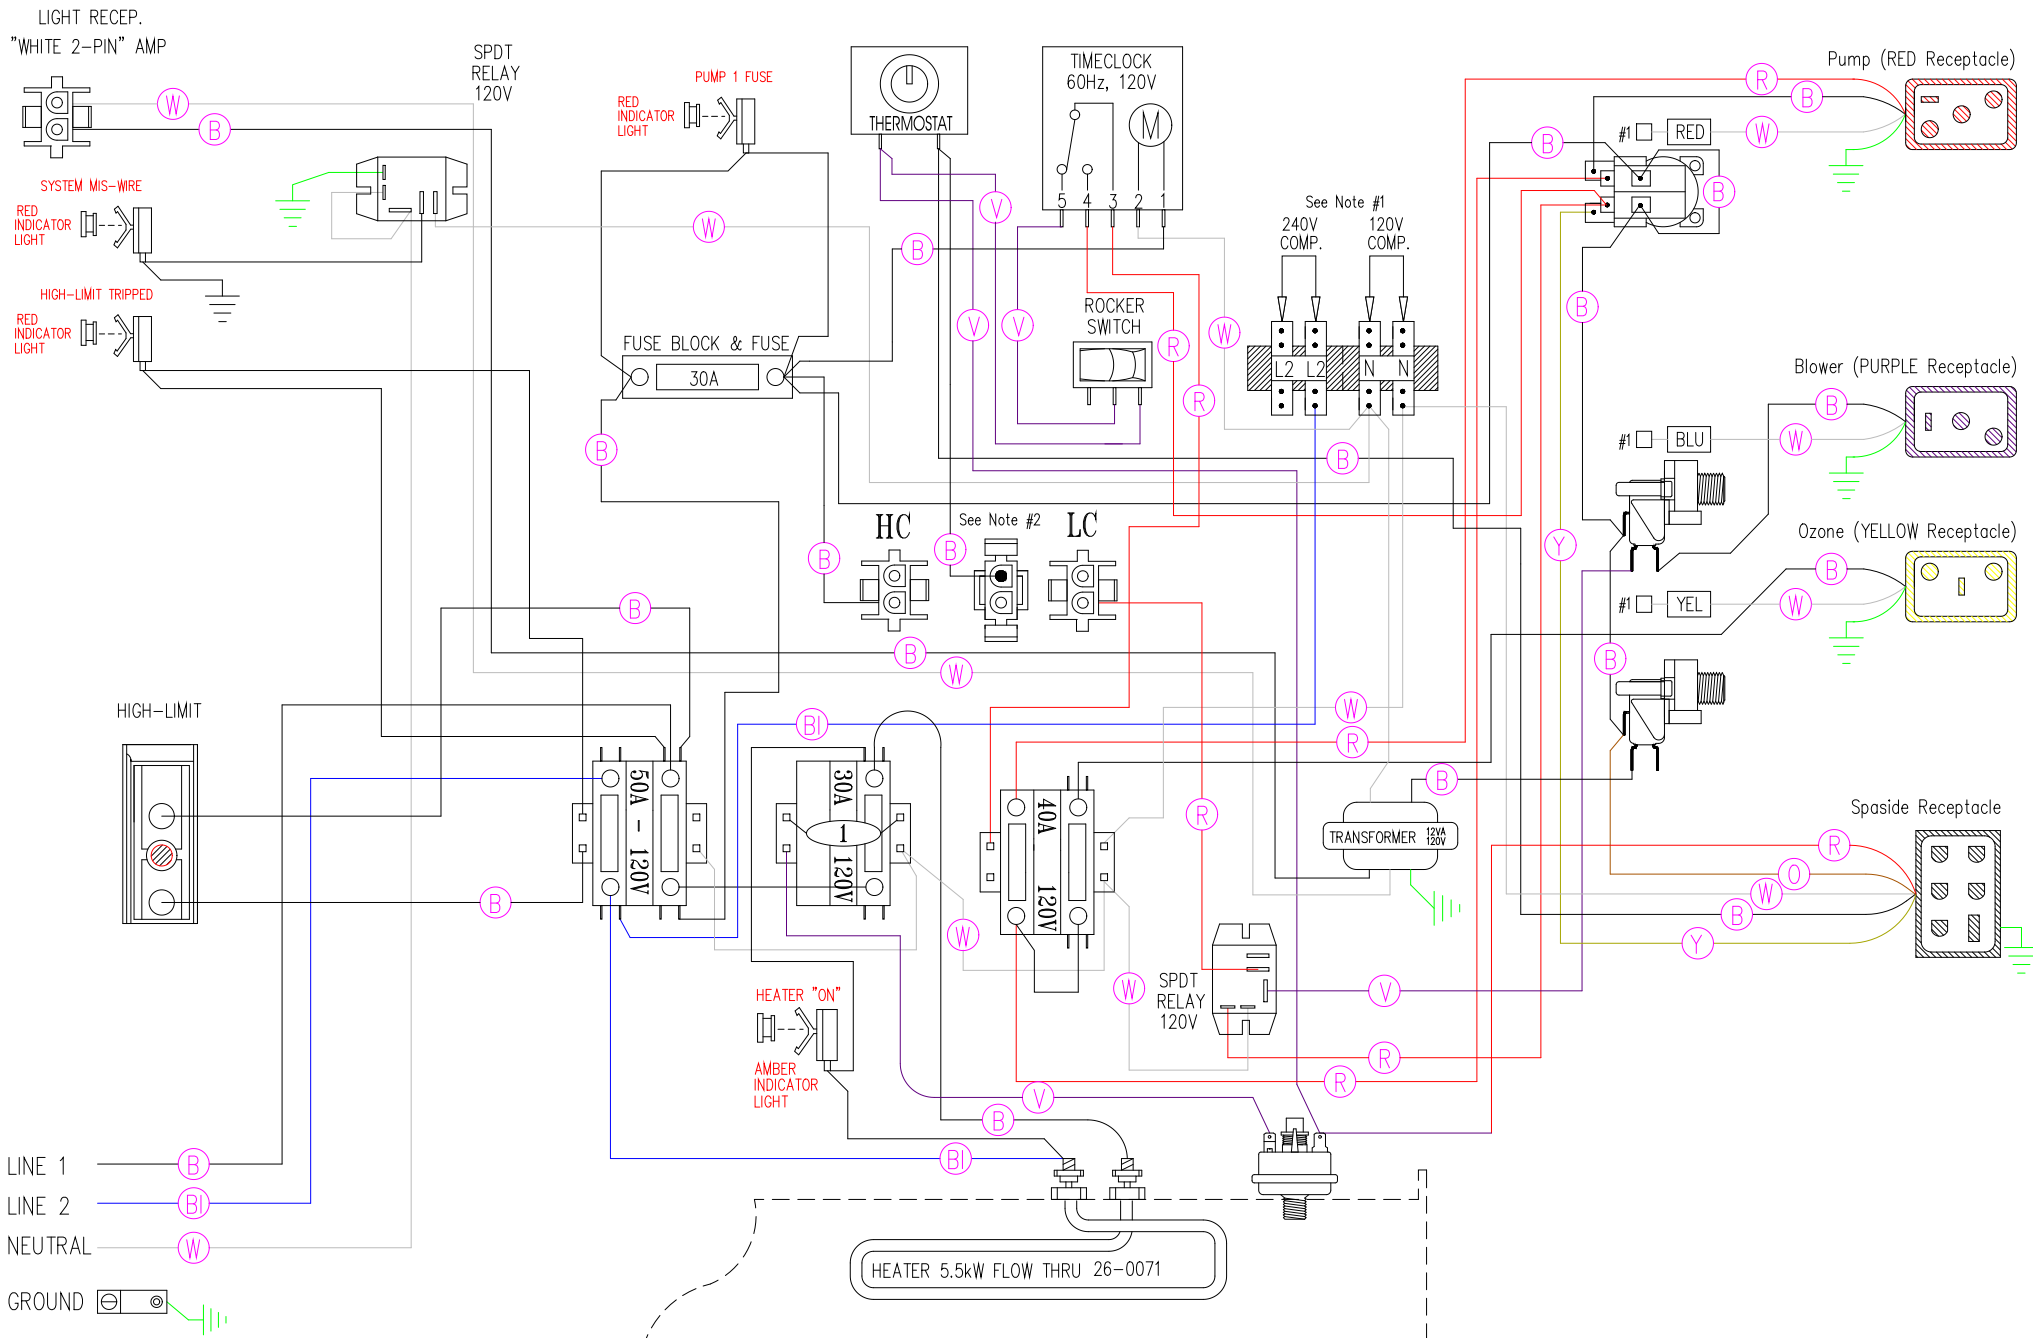 LIGHT RECEP.
"WHITE 2-PIN" AMP
SPDT
RELAY
120V
W
B
SYSTEM MIS-WIRE
RED
INDICATOR
LIGHT
HIGH-LIMIT TRIPPED
RED
INDICATOR
LIGHT
PUMP 1 FUSE
RED
INDICATOR
LIGHT
W
FUSE BLOCK & FUSE
30A
B
THERMOSTAT
TIMECLOCK
60Hz, 120V
M
5 4 3 2 1
V
B
V
V
ROCKER
SWITCH
R
W
R
See Note #1
240V
COMP.
120V
COMP.
L2 L2 N N
B
Pump (RED Receptacle)
R
B
#1 RED W
B
B
B
Blower (PURPLE Receptacle)
B
#1 BLU W
Ozone (YELLOW Receptacle)
Y
B
#1 YEL W
B
HC
See Note #2
LC
B
B
B
B
W
W
R
BI
HIGH-LIMIT
B
50A - 120V
30A 120V
1
40A 120V
R
B
TRANSFORMER 12VA
120V
Spaside Receptacle
R
O
W
B
Y
W
W
SPDT
RELAY
120V
V
R
R
HEATER "ON"
AMBER
INDICATOR
LIGHT
V
B
BI
LINE 1 B
LINE 2 BI
NEUTRAL W
GROUND
HEATER 5.5kW FLOW THRU 26-0071